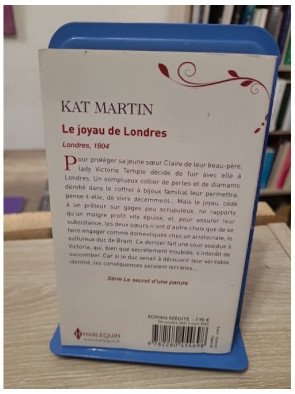 KAT MARTIN
Le joyau de Londres
Londres, 1804
Pour protéger sa jeune sœur Claire de leur beau-père,
lady Victoria Temple décide de fuir avec elle à
Londres. Un somptueux collier de perles et de diamants
dérobé dans le coffret à bijoux familial leur permettra,
pense-t-elle, de vivre décemment... Mais le joyau, cédé
à un prêteur sur gages peu scrupuleux, ne rapporte
qu'un maigre profit vite épuisé, et, pour assurer leur
subsistance, les deux sœurs n'ont d'autre choix que de se
faire engager comme domestiques chez un aristocrate, le
sulfureux duc de Brant. Ce dernier fait une cour assidue à
Victoria, qui, bien que secrètement troublée, s'interdit de
succomber. Car si le duc venait à découvrir leur véritable
identité, les conséquences seraient terribles...
Série Le secret d'une parure
ROMAN RÉÉDITÉ - 7,90 €
HARLEQUIN
www.harlequin.fr